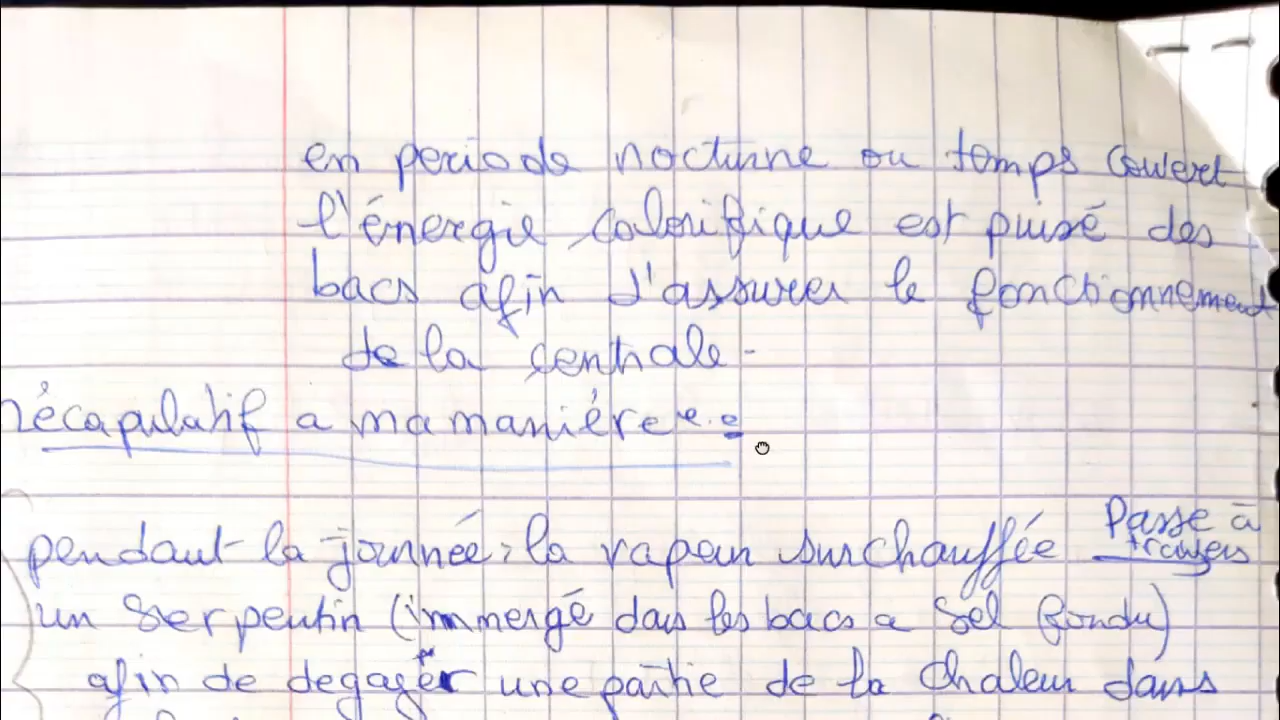 en periode nocturne ou temps couvert
l'énergie calorifique est puisé des
bacs afin d'assurer le fonctionnement
de la centrale-
récapulatif a ma manière
pendant la journée, la vapeur surchauffée Passe à travers
un serpentin (immergé dans les bacs a sel fondu)
afin de degager une partie de la chaleur dans